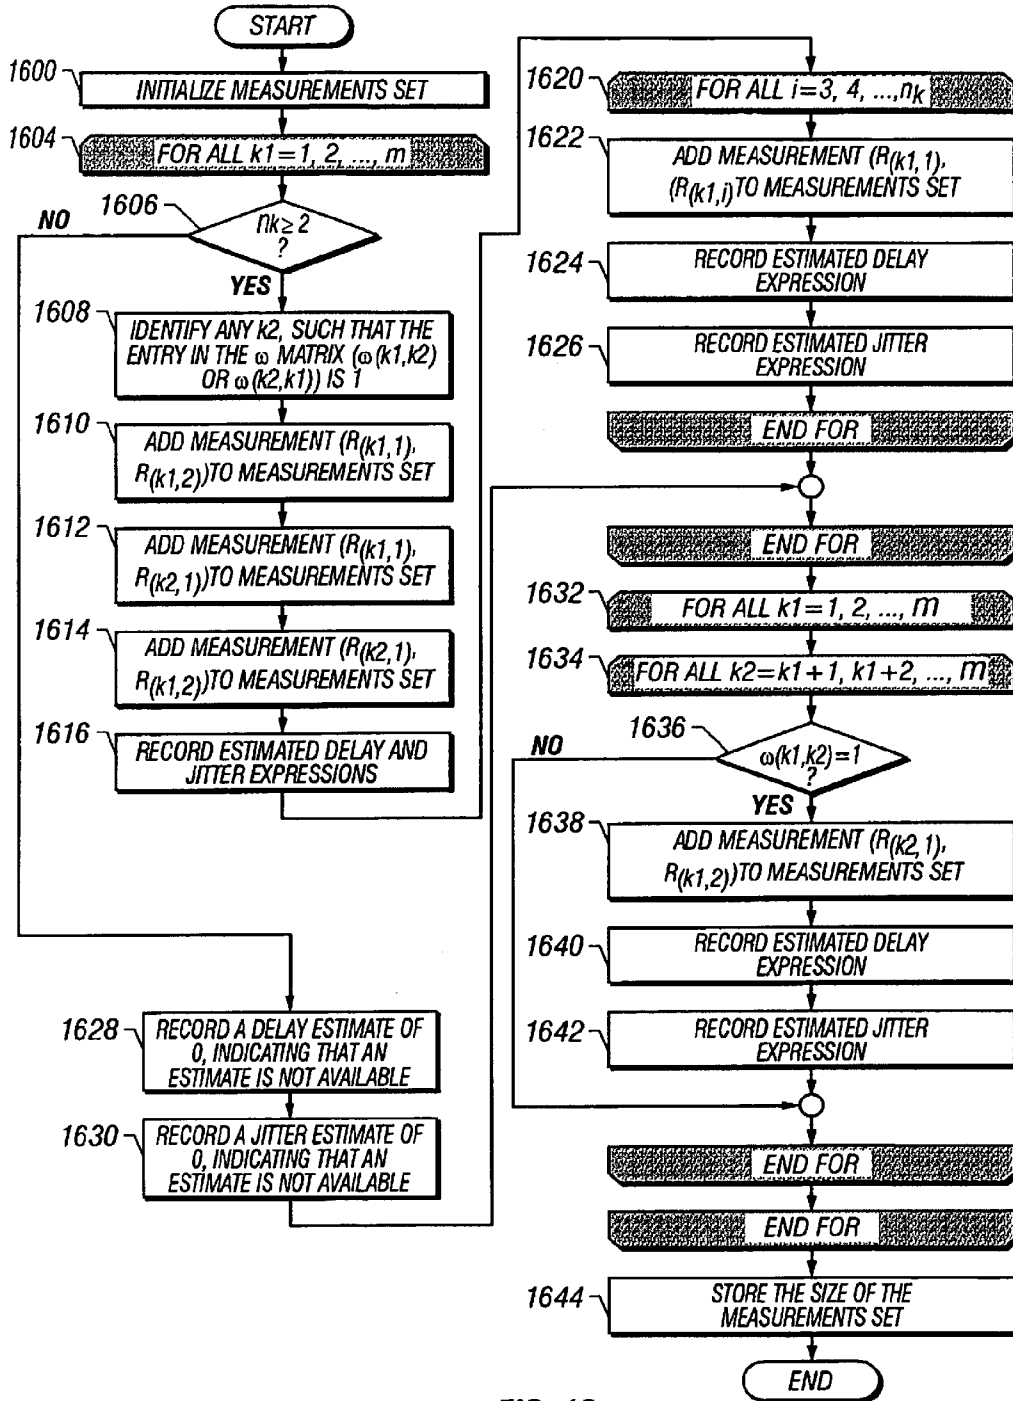 START
1600
INITIALIZE MEASUREMENTS SET
1604
FOR ALL k1=1, 2, ..., m
1606
nk≥2
?
NO
YES
1608
IDENTIFY ANY k2, SUCH THAT THE
ENTRY IN THE ω MATRIX (ω(k1,k2)
OR ω(k2,k1)) IS 1
1610
ADD MEASUREMENT (R(k1,1),
R(k1,2)) TO MEASUREMENTS SET
1612
ADD MEASUREMENT (R(k1,1),
R(k2,1)) TO MEASUREMENTS SET
1614
ADD MEASUREMENT (R(k2,1),
R(k1,2)) TO MEASUREMENTS SET
1616
RECORD ESTIMATED DELAY AND
JITTER EXPRESSIONS
1628
RECORD A DELAY ESTIMATE OF
0, INDICATING THAT AN
ESTIMATE IS NOT AVAILABLE
1630
RECORD A JITTER ESTIMATE OF
0, INDICATING THAT AN
ESTIMATE IS NOT AVAILABLE
1620
FOR ALL i=3, 4, ...,nk
1622
ADD MEASUREMENT (R(k1,1),
(R(k1,i) TO MEASUREMENTS SET
1624
RECORD ESTIMATED DELAY
EXPRESSION
1626
RECORD ESTIMATED JITTER
EXPRESSION
END FOR
END FOR
1632
FOR ALL k1=1, 2, ..., m
1634
FOR ALL k2=k1+1, k1+2, ..., m
1636
ω(k1,k2)=1
?
NO
YES
1638
ADD MEASUREMENT (R(k2,1),
R(k1,2)) TO MEASUREMENTS SET
1640
RECORD ESTIMATED DELAY
EXPRESSION
1642
RECORD ESTIMATED JITTER
EXPRESSION
END FOR
END FOR
1644
STORE THE SIZE OF THE
MEASUREMENTS SET
END